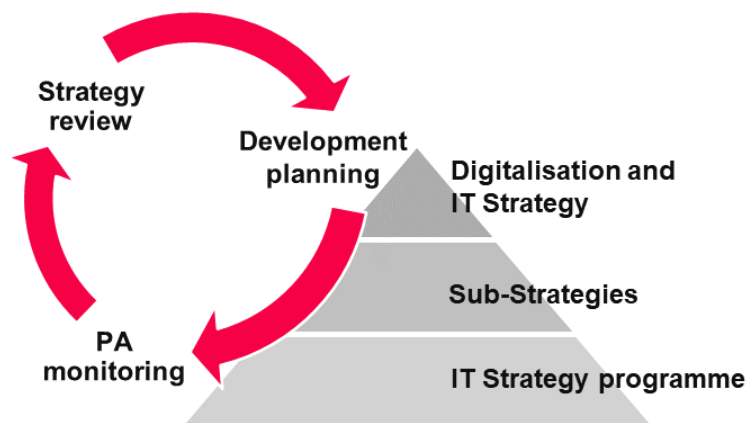 Strategy
review
Development
planning
PA
monitoring
Digitalisation and
IT Strategy
Sub-Strategies
IT Strategy programme